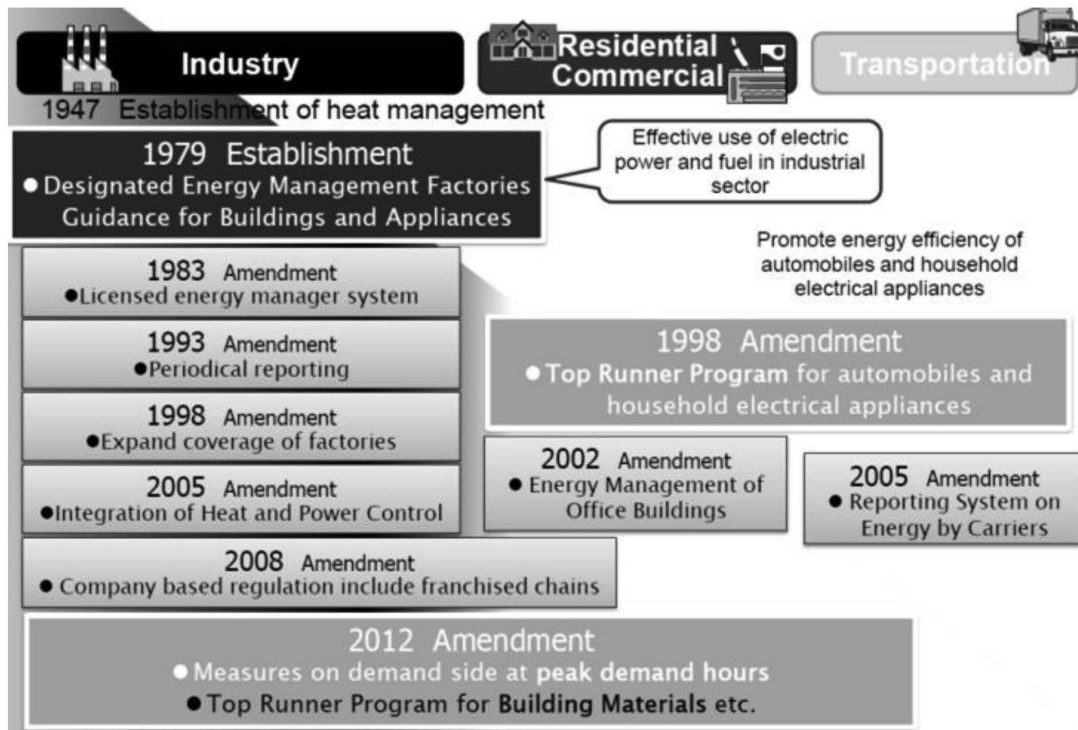 Industry
Residential
Commercial
Transportation
1947 Establishment of heat management
1979 Establishment
●Designated Energy Management Factories
Guidance for Buildings and Appliances
Effective use of electric
power and fuel in industrial
sector
Promote energy efficiency of
automobiles and household
electrical appliances
1983 Amendment
●Licensed energy manager system
1993 Amendment
●Periodical reporting
1998 Amendment
●Expand coverage of factories
2005 Amendment
●Integration of Heat and Power Control
1998 Amendment
●Top Runner Program for automobiles and
household electrical appliances
2002 Amendment
● Energy Management of
Office Buildings
2005 Amendment
● Reporting System on
Energy by Carriers
2008 Amendment
● Company based regulation include franchised chains
2012 Amendment
●Measures on demand side at peak demand hours
●Top Runner Program for Building Materials etc.